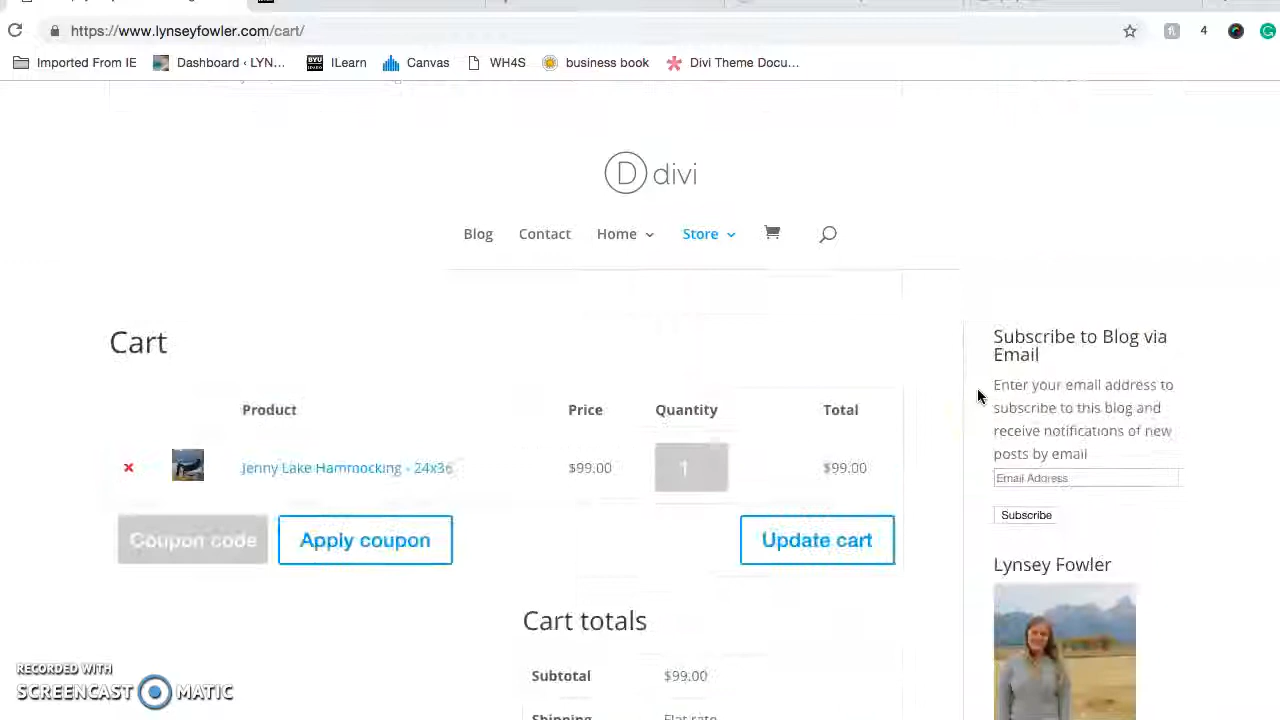 https://www.lynseyfowler.com/cart/
4
Imported From IE
Dashboard ‹ LYN...
BYU
ILearn
Canvas
WH4S
business book
Divi Theme Docu...
D divi
Blog
Contact
Home
Store
Cart
Product
Price
Quantity
Total
Jenny Lake Hammocking - 24x36
$99.00
1
$99.00
Coupon code
Apply coupon
Update cart
Cart totals
Subtotal
$99.00
Shipping
Flat rate
Subscribe to Blog via
Email
Enter your email address to
subscribe to this blog and
receive notifications of new
posts by email
Email Address
Subscribe
Lynsey Fowler
RECORDED WITH
SCREENCAST MATIC